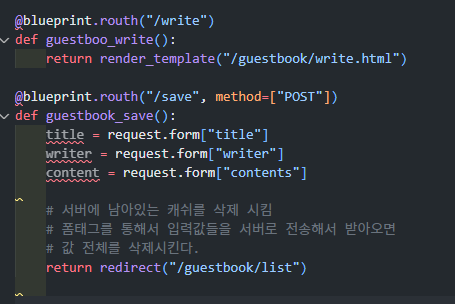 @blueprint.routh("/write")
def guestboo_write():
return render_template("/guestbook/write.html")
@blueprint.routh("/save", method=["POST"])
def guestbook_save():
title = request.form["title"]
writer = request.form["writer"]
content = request.form["contents"]
# 서버에 남아있는 캐쉬를 삭제 시킴
# 폼태그를 통해서 입력값들을 서버로 전송해서 받아오면
# 값 전체를 삭제시킨다.
return redirect("/guestbook/list")